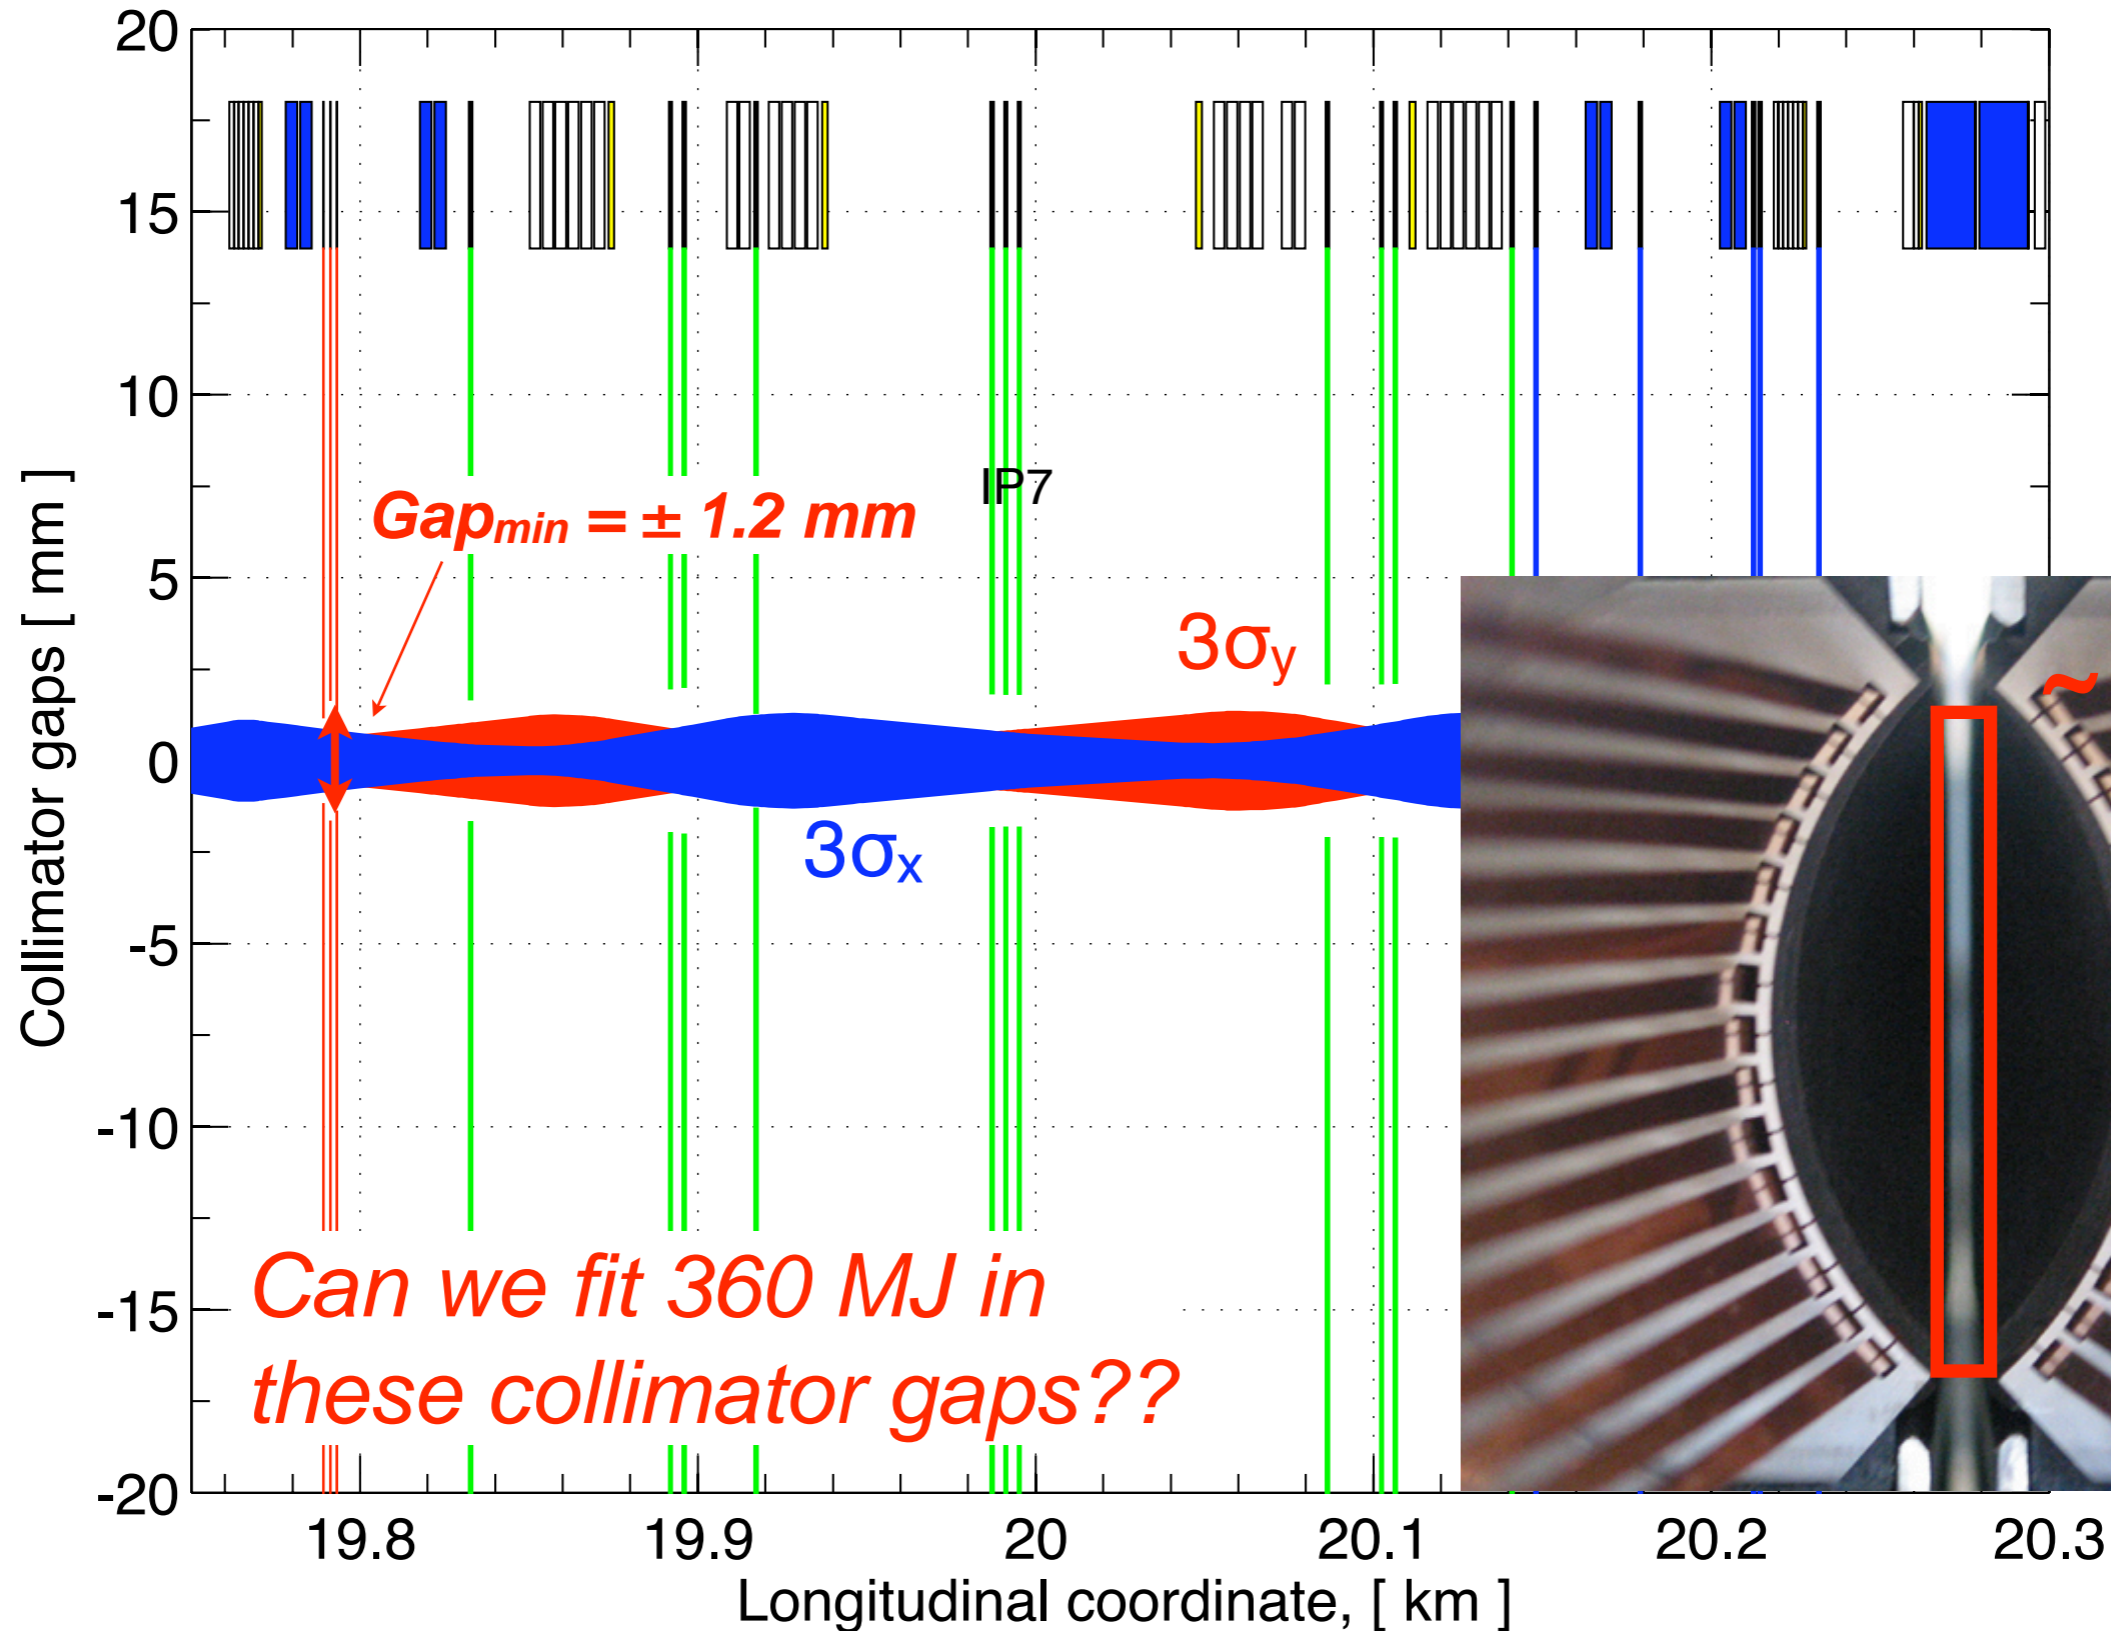 20
15
10
5
0
-5
-10
-15
-20
Collimator gaps [ mm ]
IP7
Gapmin = ± 1.2 mm
3σy
~
3σx
Can we fit 360 MJ in
these collimator gaps??
19.8 19.9 20 20.1 20.2 20.3
Longitudinal coordinate, [ km ]